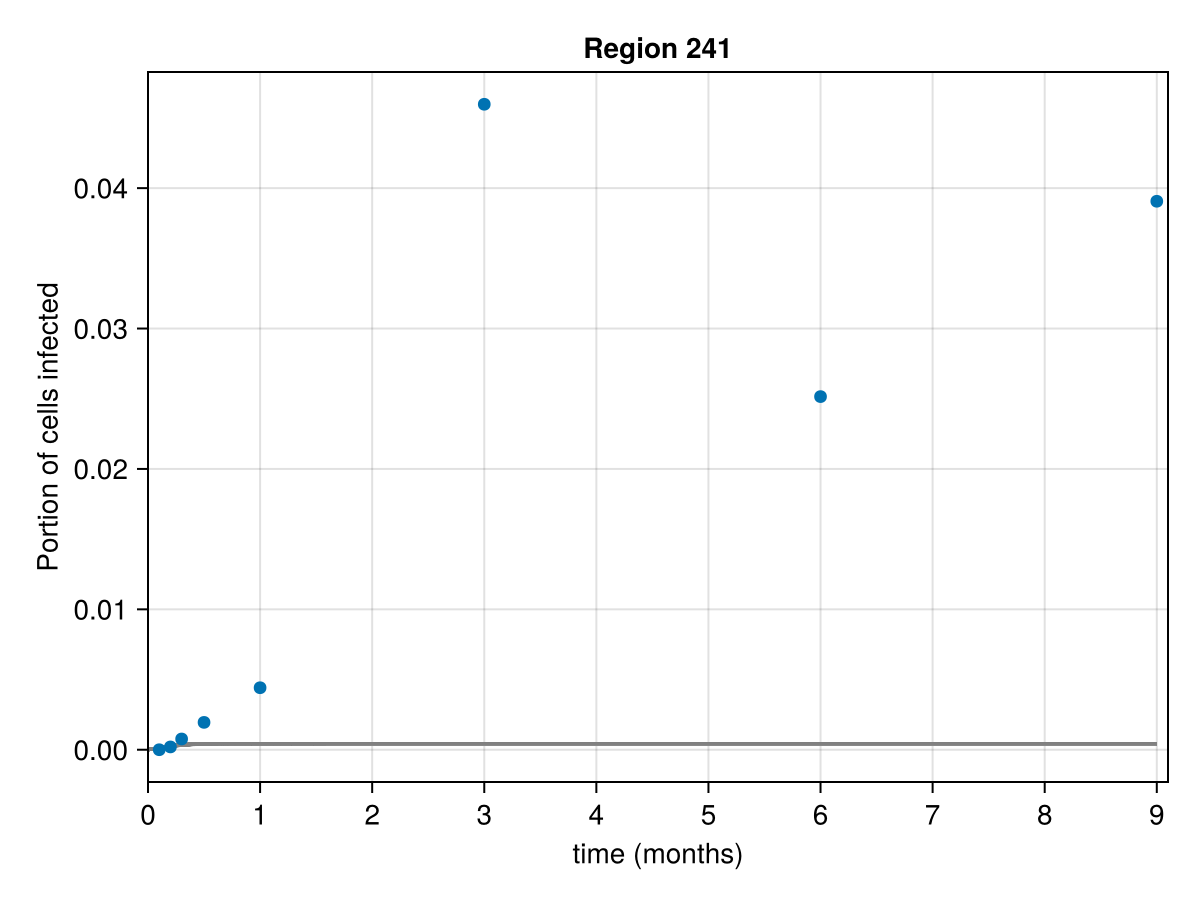 Region 241
Portion of cells infected
0.04
0.03
0.02
0.01
0.00
0 1 2 3 4 5 6 7 8 9
time (months)